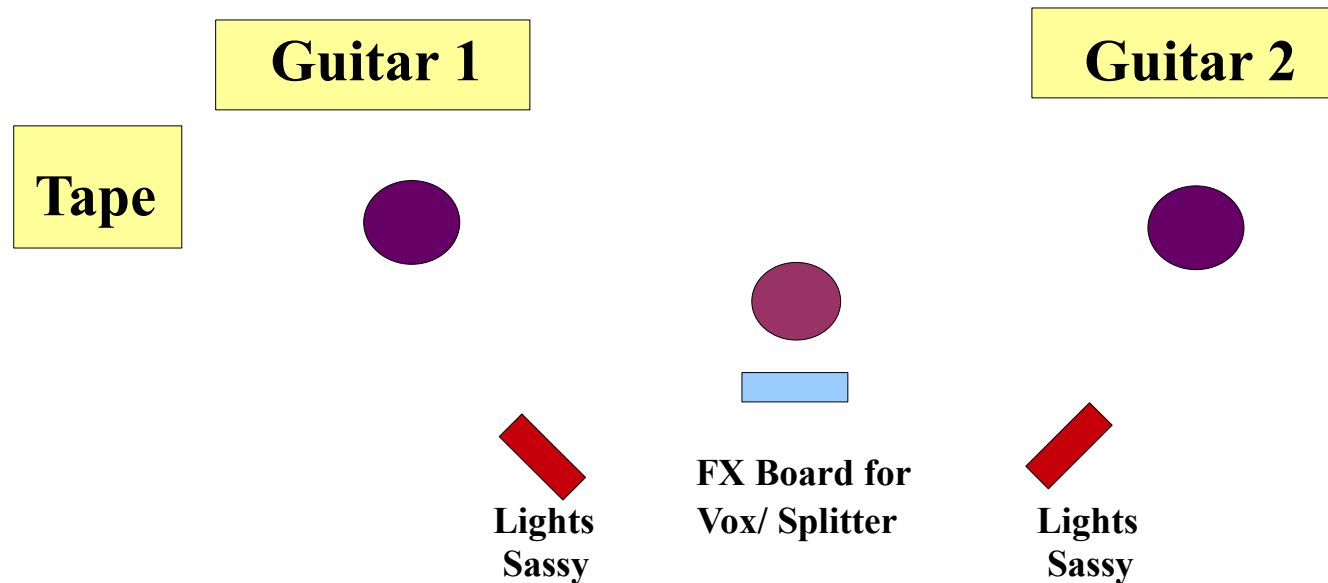 Guitar 1
Guitar 2
Tape
FX Board for
Vox/ Splitter
Lights
Sassy
Lights
Sassy